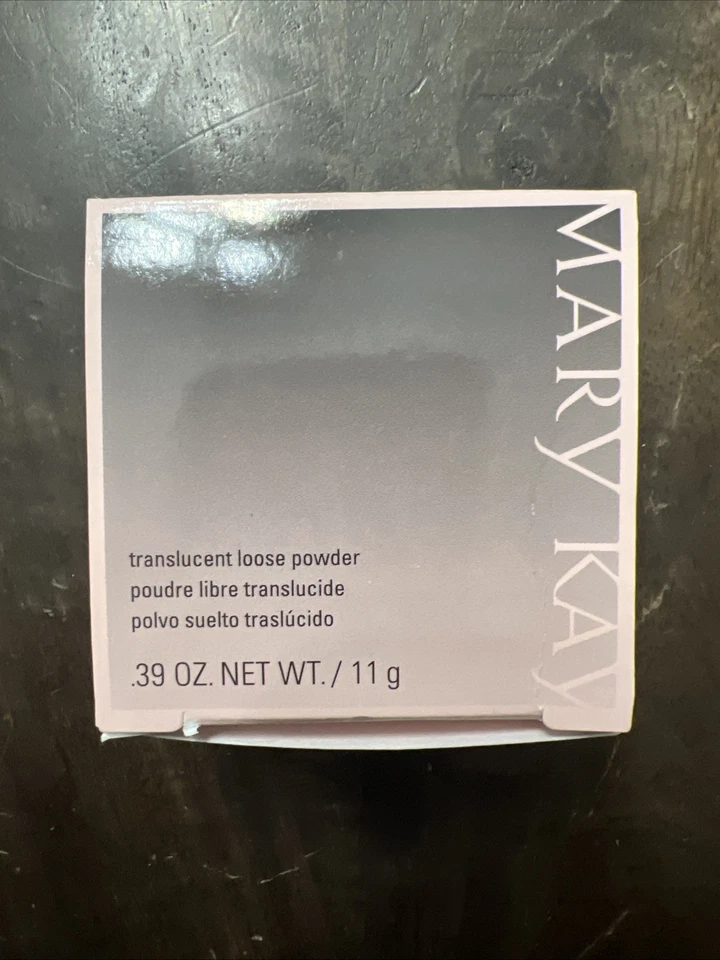 MARY KAY
translucent loose powder
poudre libre translucide
polvo suelto traslúcido
.39 OZ. NET WT. / 11 g